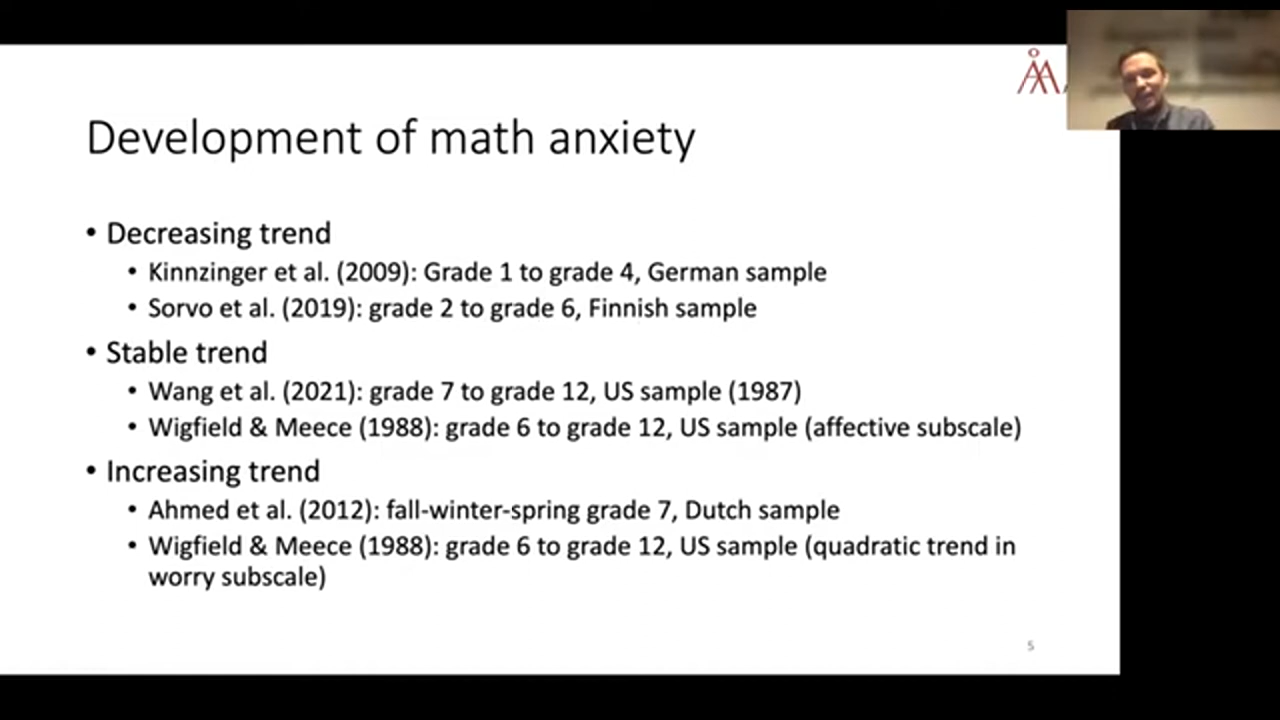 Development of math anxiety
• Decreasing trend
• Kinnzinger et al. (2009): Grade 1 to grade 4, German sample
• Sorvo et al. (2019): grade 2 to grade 6, Finnish sample
• Stable trend
• Wang et al. (2021): grade 7 to grade 12, US sample (1987)
• Wigfield & Meece (1988): grade 6 to grade 12, US sample (affective subscale)
• Increasing trend
• Ahmed et al. (2012): fall-winter-spring grade 7, Dutch sample
• Wigfield & Meece (1988): grade 6 to grade 12, US sample (quadratic trend in
worry subscale)
5